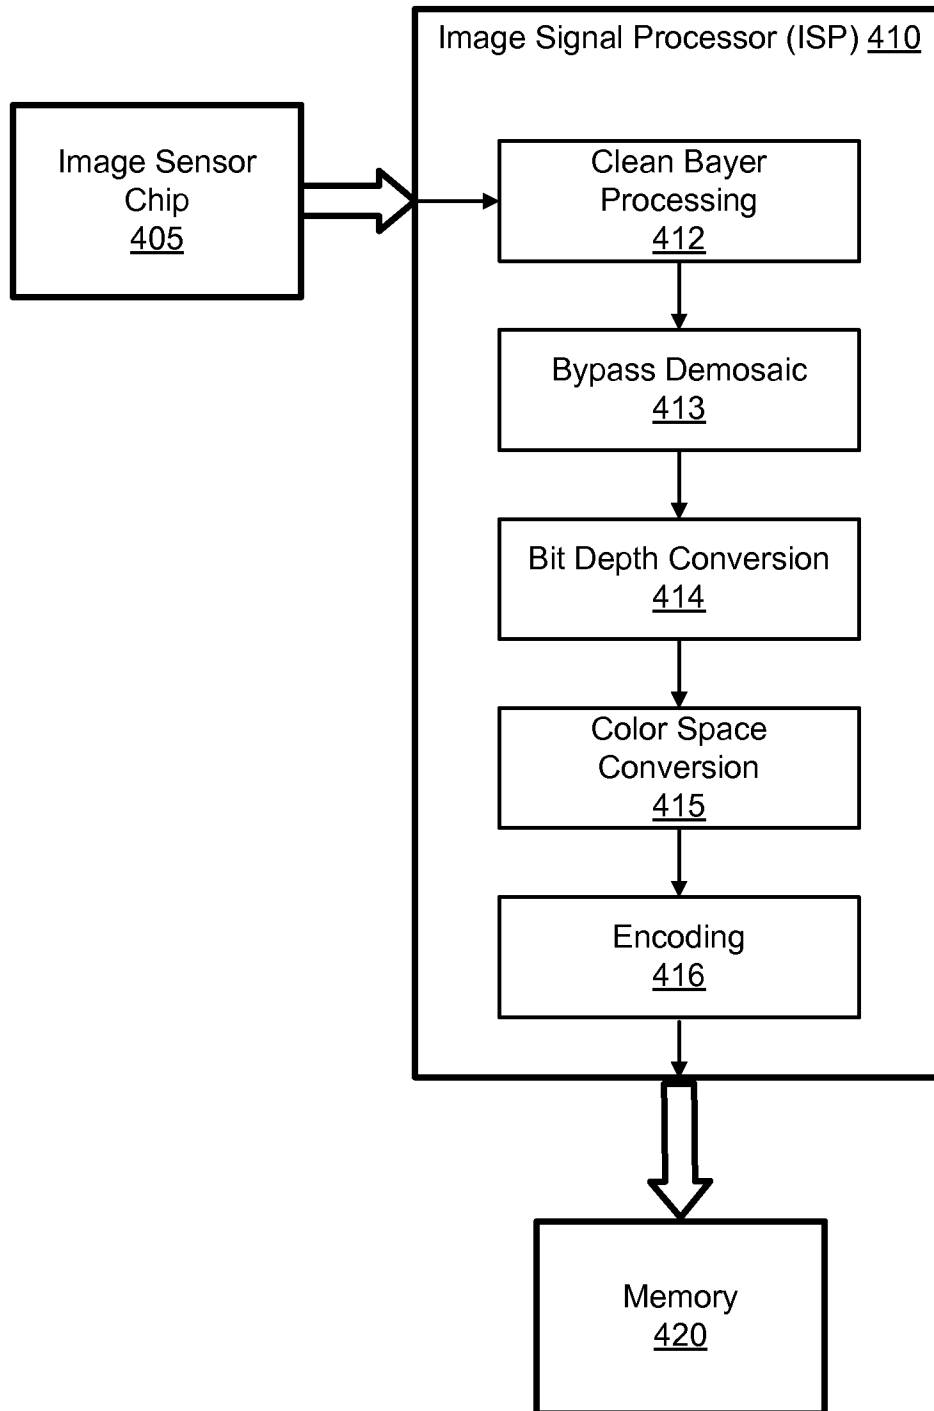 Image Signal Processor (ISP) 410
Image Sensor
Chip
405
Clean Bayer
Processing
412
Bypass Demosaic
413
Bit Depth Conversion
414
Color Space
Conversion
415
Encoding
416
Memory
420